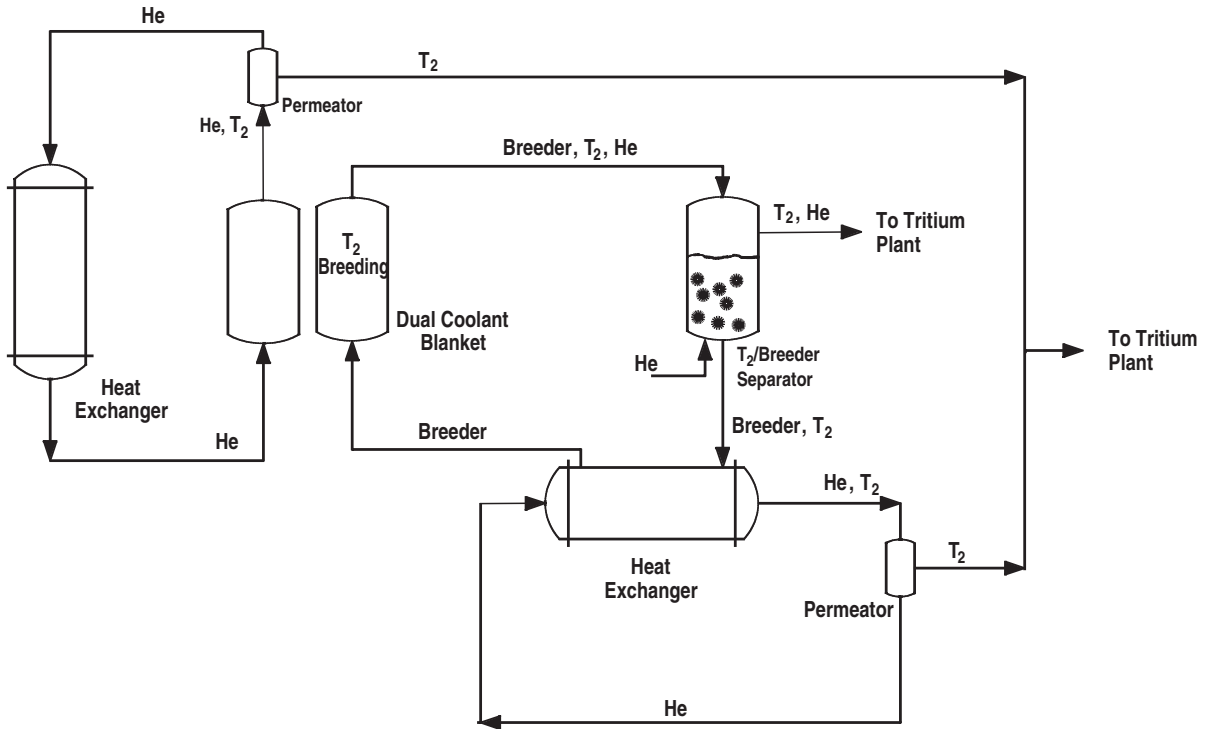 He
T₂
Permeator
He, T₂
Breeder, T₂, He
T₂, He
To Tritium
Plant
T₂
Breeding
Dual Coolant
Blanket
To Tritium
Plant
He
T₂/Breeder
Separator
Heat
Exchanger
He
Breeder
Breeder, T₂
He, T₂
T₂
Heat
Exchanger
Permeator
He